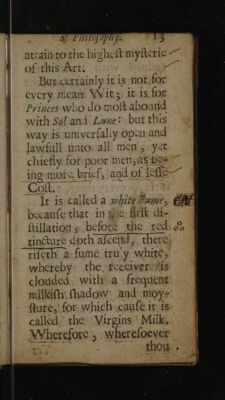 of Philosophy. 13
attain to the highest mysterie
of this Art.
But certainly it is not for
every mean Wit; it is for
Princes who do most abound
with Sol and Lune: but this
way is universally open and
lawfull unto all men, yet
chiefly for poor men, as be-
ing more brief, and of lesse
Cost.
It is called a white Fume,
because that in the first di-
stillation, before the red
tincture doth ascend, there
riseth a fume truly white,
whereby the receiver is
clouded with a frequent
milkish shadow and moy-
sture, for which cause it is
called the Virgins Milk.
Wherefore, wheresoever
thou